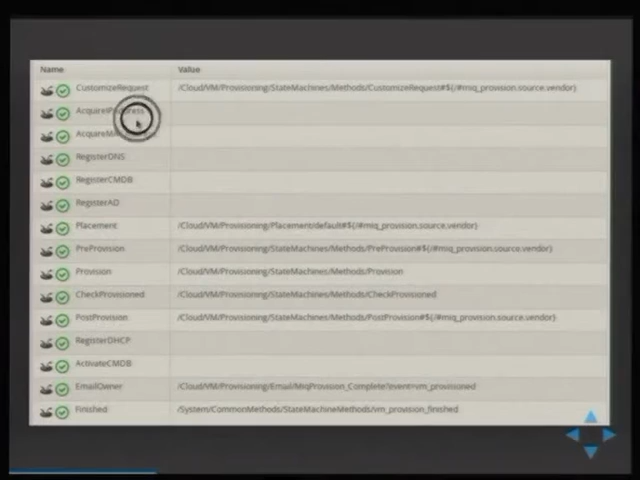 Name Value
CustomizeRequest /Cloud/VM/Provisioning/StateMachines/Methods/CustomizeRequest#${/#miq_provision.source.vendor}
RegisterDNS
RegisterCMDB
RegisterAD
Placement /Cloud/VM/Provisioning/Placement/default#${/#miq_provision.source.vendor}
PreProvision /Cloud/VM/Provisioning/StateMachines/Methods/PreProvision#${/#miq_provision.source.vendor}
Provision /Cloud/VM/Provisioning/StateMachines/Methods/Provision
CheckProvisioned /Cloud/VM/Provisioning/StateMachines/Methods/CheckProvisioned
PostProvision /Cloud/VM/Provisioning/StateMachines/Methods/PostProvision#${/#miq_provision.source.vendor}
RegisterDHCP
ActivateCMDB
EmailOwner /Cloud/VM/Provisioning/Email/MiqProvision_Complete?event=vm_provisioned
Finished /System/CommonMethods/StateMachineMethods/vm_provision_finished